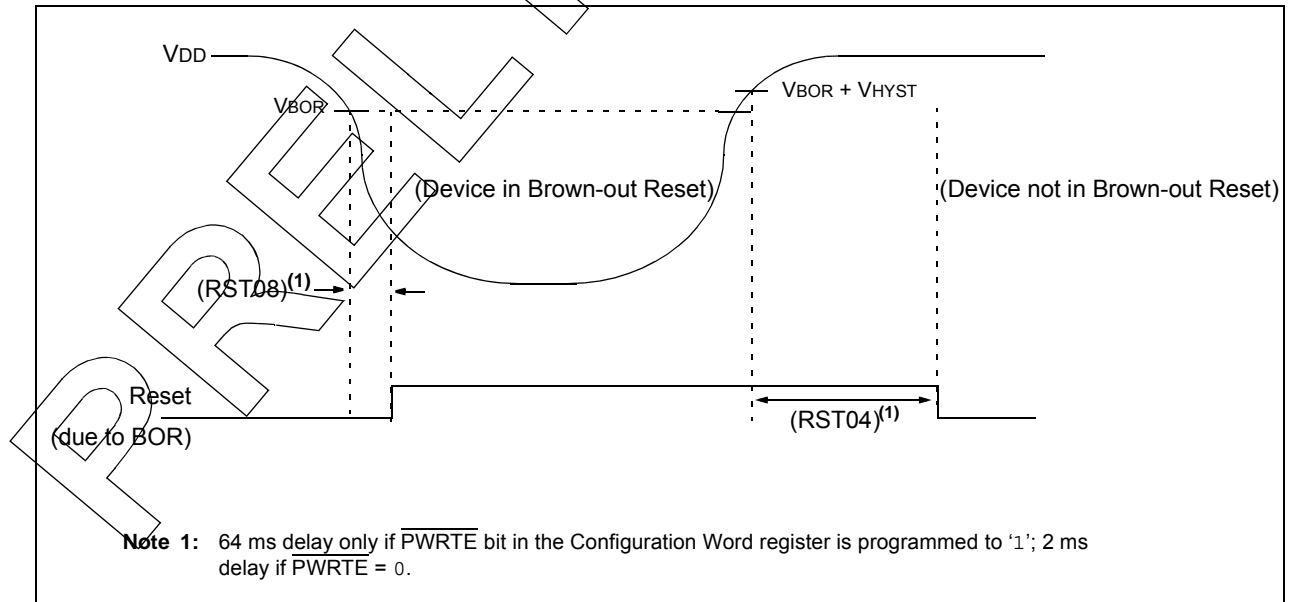 VDD
VBOR
VBOR + VHYST
(Device in Brown-out Reset)
(Device not in Brown-out Reset)
(RST08)(1)
Reset
(due to BOR)
(RST04)(1)
Note 1: 64 ms delay only if PWRTE bit in the Configuration Word register is programmed to ‘1’; 2 ms
delay if PWRTE = 0.
PREL